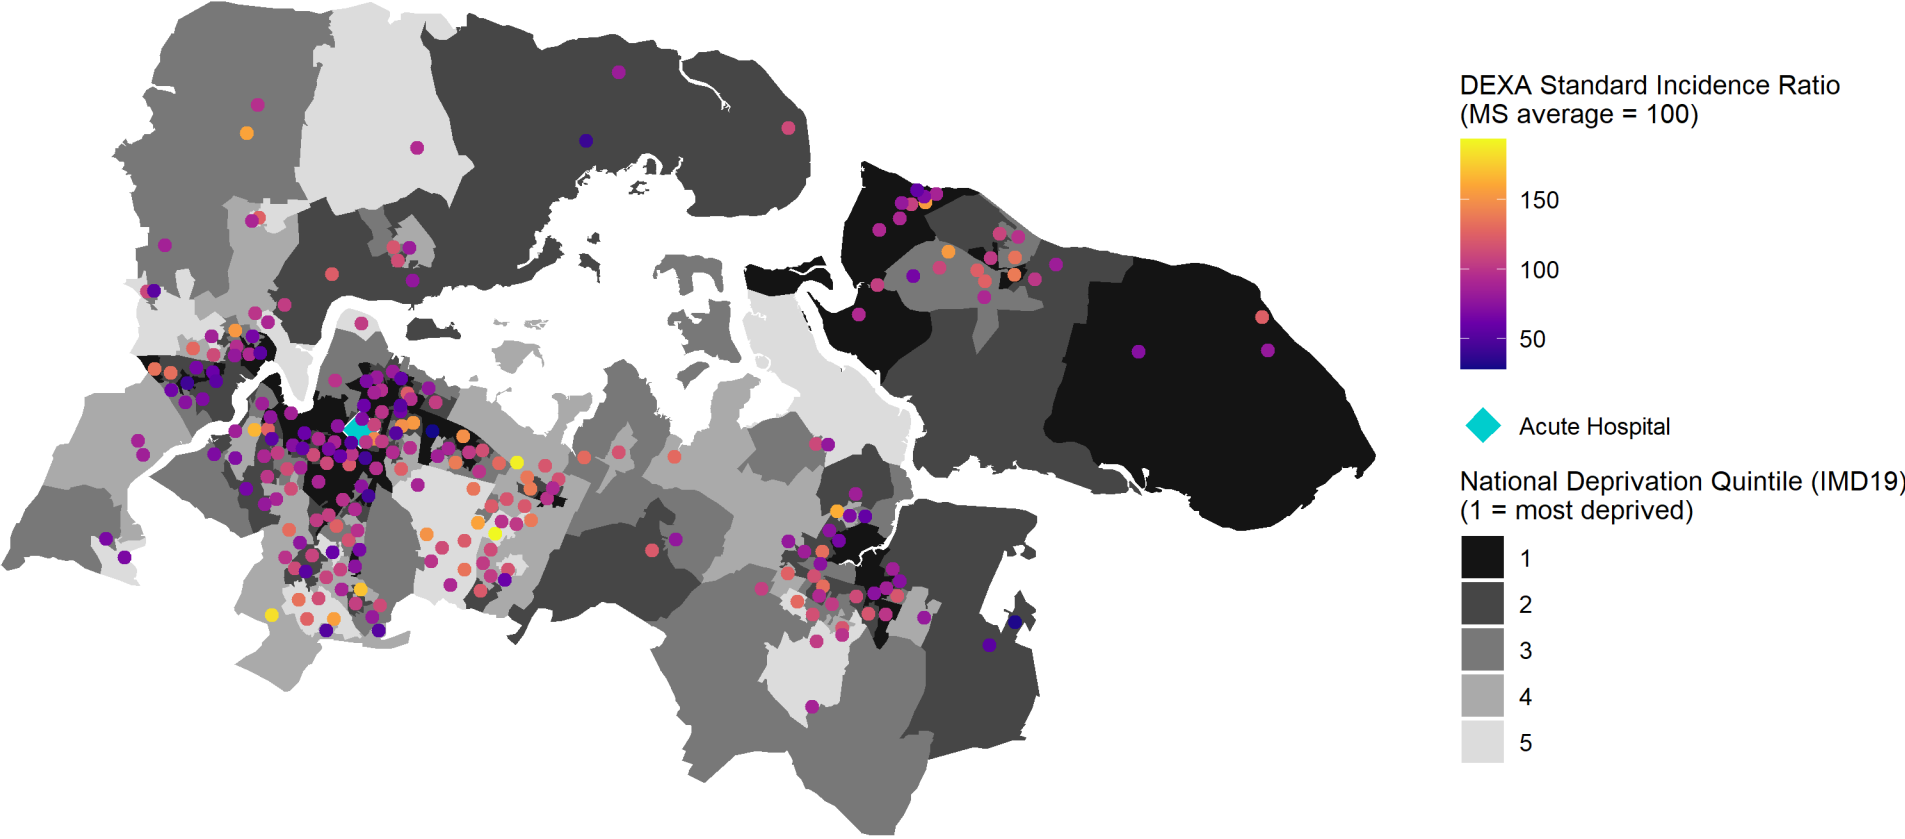 DEXA Standard Incidence Ratio
(MS average = 100)
150
100
50
Acute Hospital
National Deprivation Quintile (IMD19)
(1 = most deprived)
1
2
3
4
5